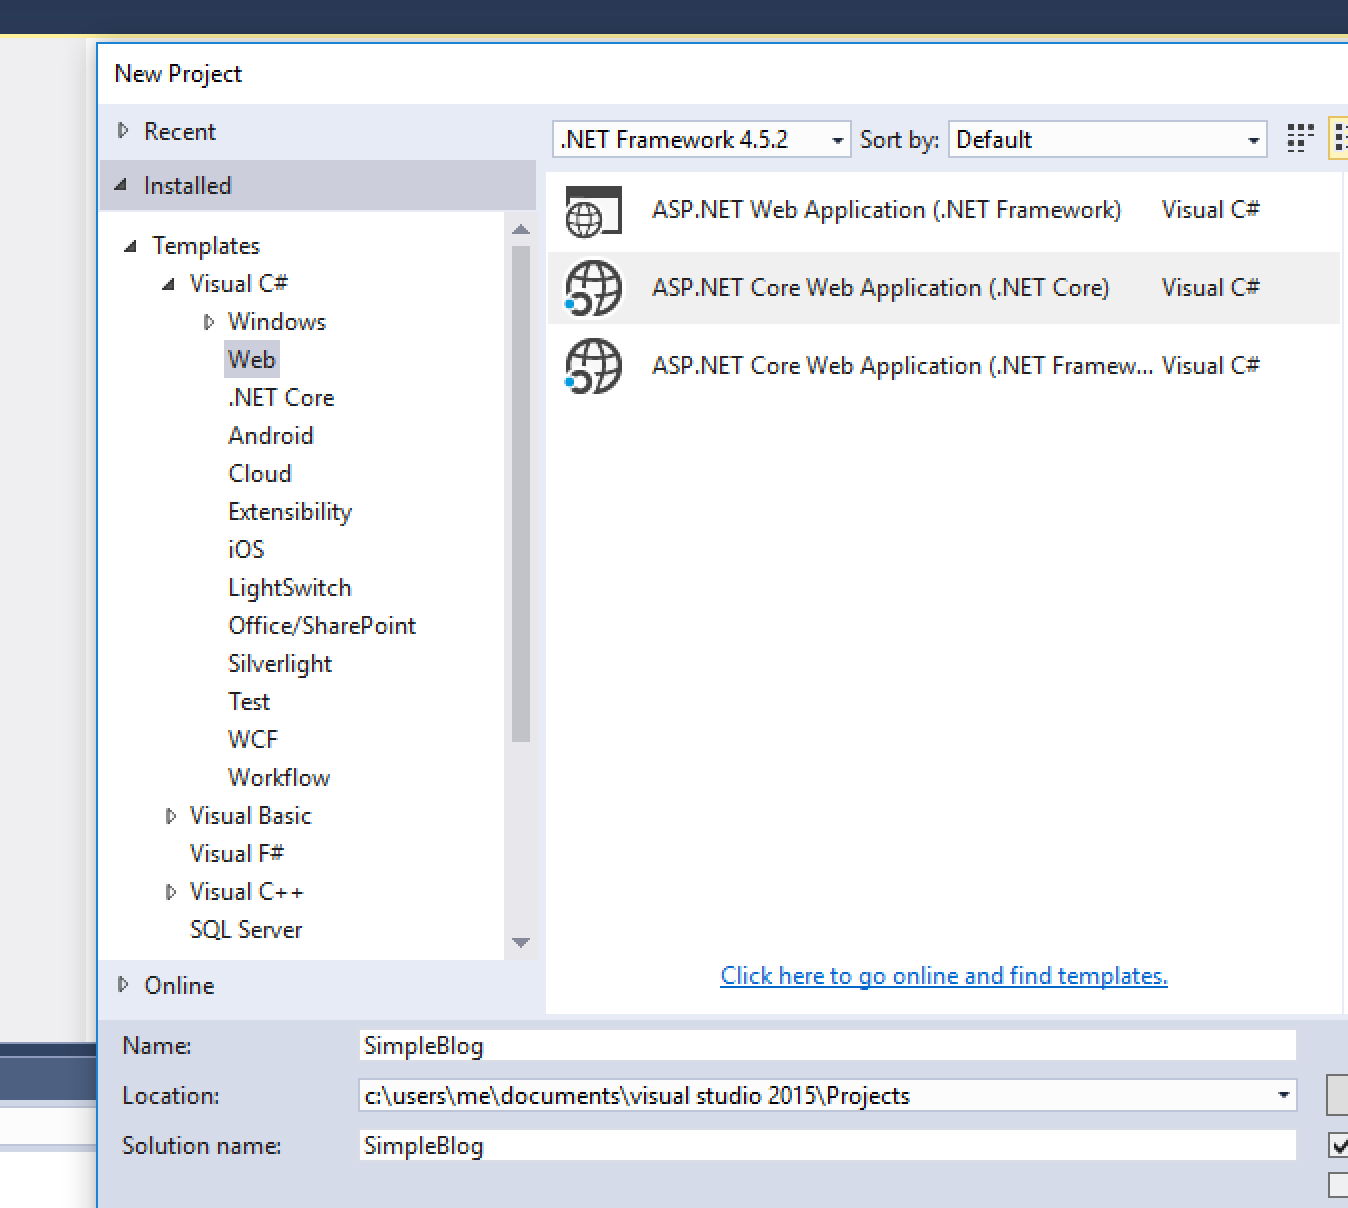 New Project
Recent
Installed
Templates
Visual C#
Windows
Web
.NET Core
Android
Cloud
Extensibility
iOS
LightSwitch
Office/SharePoint
Silverlight
Test
WCF
Workflow
Visual Basic
Visual F#
Visual C++
SQL Server
Online
.NET Framework 4.5.2 Sort by: Default
ASP.NET Web Application (.NET Framework) Visual C#
ASP.NET Core Web Application (.NET Core) Visual C#
ASP.NET Core Web Application (.NET Framew... Visual C#
Click here to go online and find templates.
Name: SimpleBlog
Location: c:\users\me\documents\visual studio 2015\Projects
Solution name: SimpleBlog